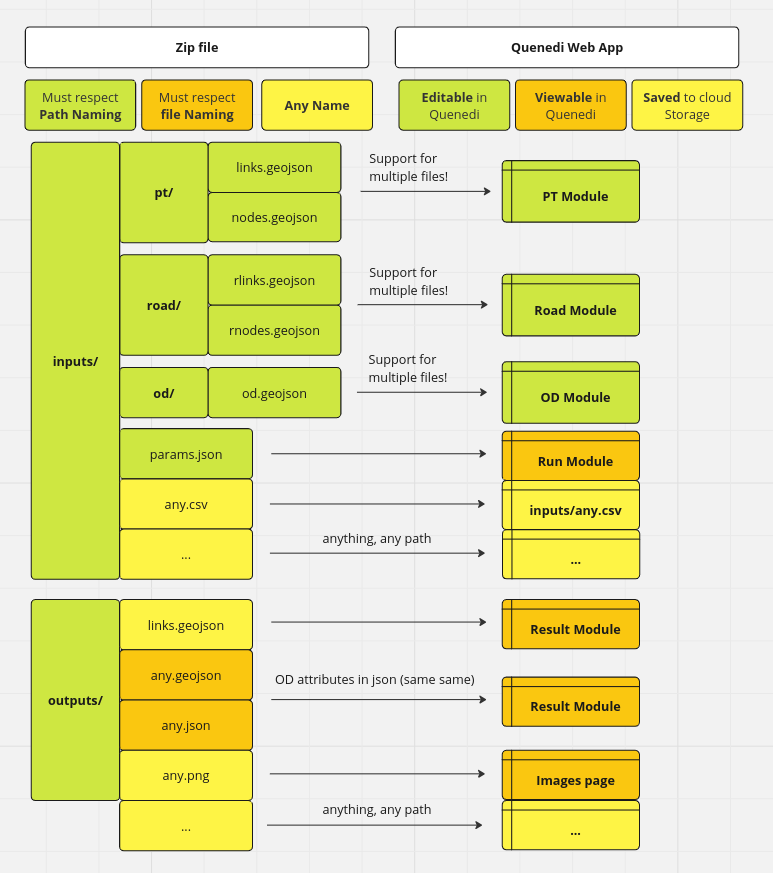 Zip file
Quenedi Web App
Must respect
Path Naming
Must respect
file Naming
Any Name
Editable in
Quenedi
Viewable in
Quenedi
Saved to cloud
Storage
inputs/
pt/
links.geojson
nodes.geojson
Support for
multiple files!
PT Module
road/
rlinks.geojson
rnodes.geojson
Support for
multiple files!
Road Module
od/
od.geojson
Support for
multiple files!
OD Module
params.json
Run Module
any.csv
inputs/any.csv
...
anything, any path
...
outputs/
links.geojson
Result Module
any.geojson
any.json
OD attributes in json (same same)
Result Module
any.png
Images page
...
anything, any path
...